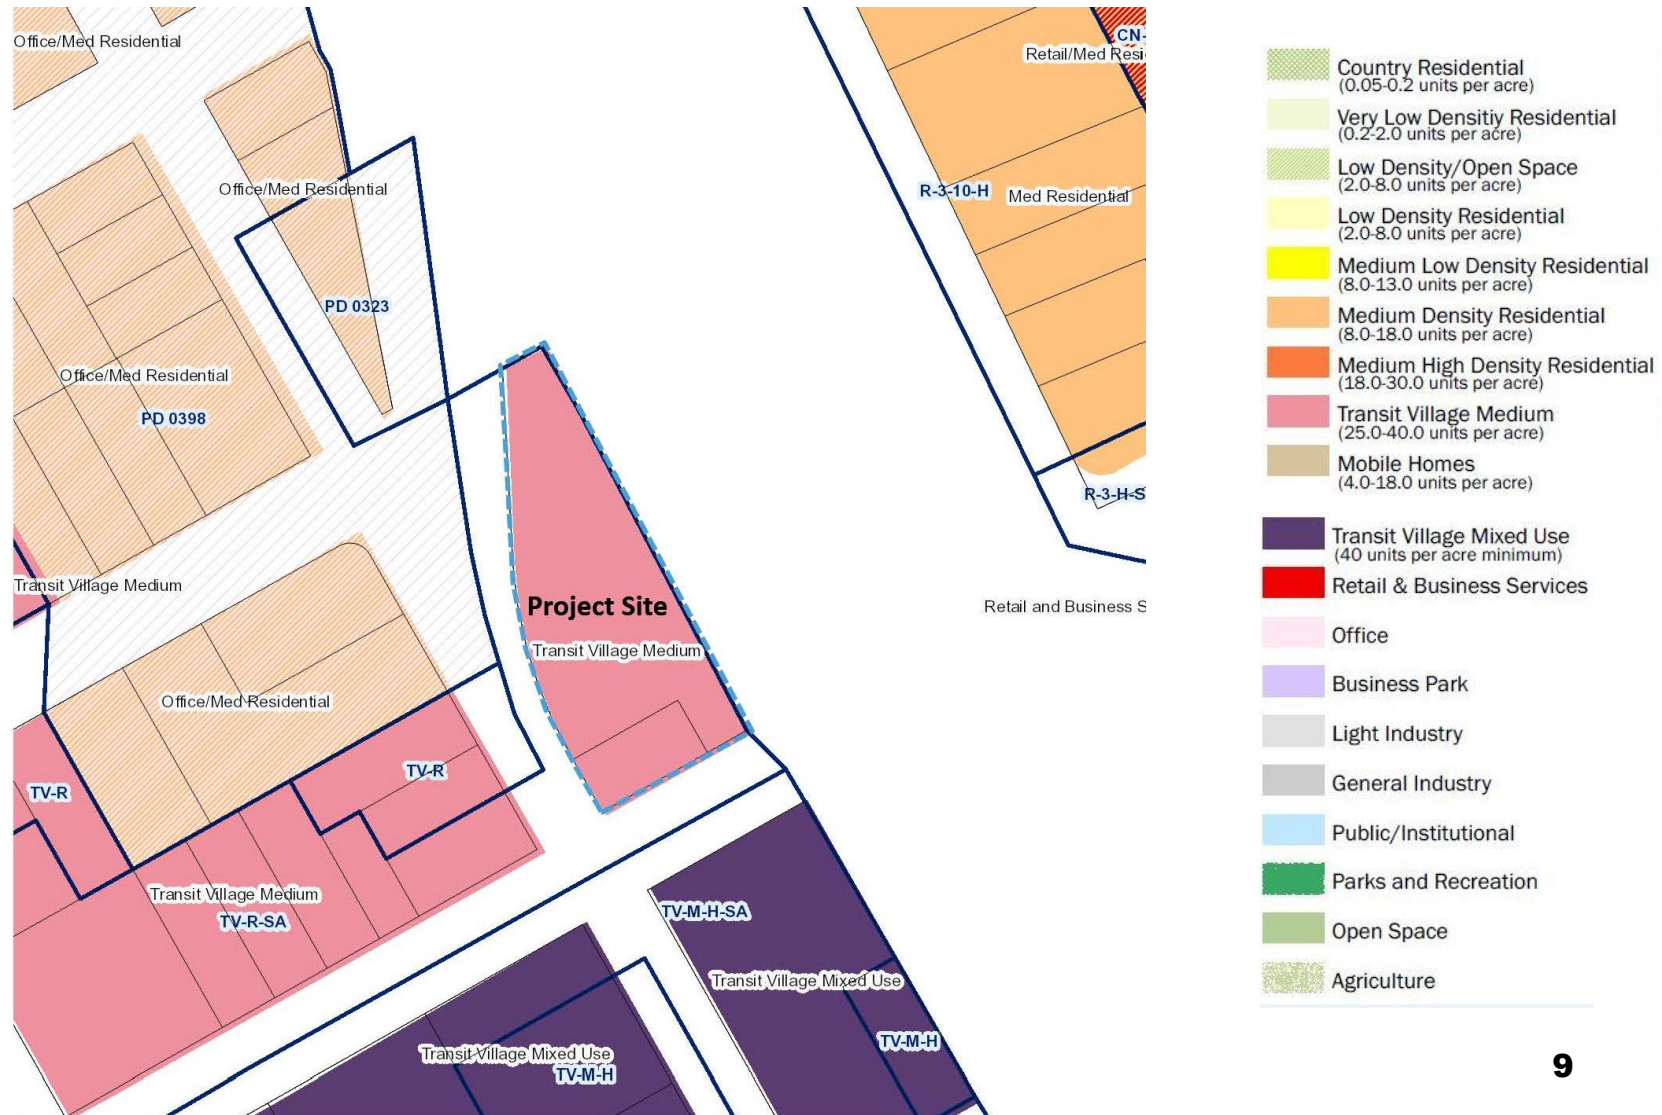 Office/Med Residential
CN-
Retail/Med Resi
Office/Med Residential
R-3-10-H
Med Residential
PD 0323
Office/Med Residential
PD 0398
R-3-H-S
Transit Village Medium
Project Site
Retail and Business S
Transit Village Medium
Office/Med Residential
TV-R
TV-R
Transit Village Medium
TV-R-SA
TV-M-H-SA
Transit Village Mixed Use
TV-M-H
Transit Village Mixed Use
TV-M-H
Country Residential
(0.05-0.2 units per acre)
Very Low Densitiy Residential
(0.2-2.0 units per acre)
Low Density/Open Space
(2.0-8.0 units per acre)
Low Density Residential
(2.0-8.0 units per acre)
Medium Low Density Residential
(8.0-13.0 units per acre)
Medium Density Residential
(8.0-18.0 units per acre)
Medium High Density Residential
(18.0-30.0 units per acre)
Transit Village Medium
(25.0-40.0 units per acre)
Mobile Homes
(4.0-18.0 units per acre)
Transit Village Mixed Use
(40 units per acre minimum)
Retail & Business Services
Office
Business Park
Light Industry
General Industry
Public/Institutional
Parks and Recreation
Open Space
Agriculture
9